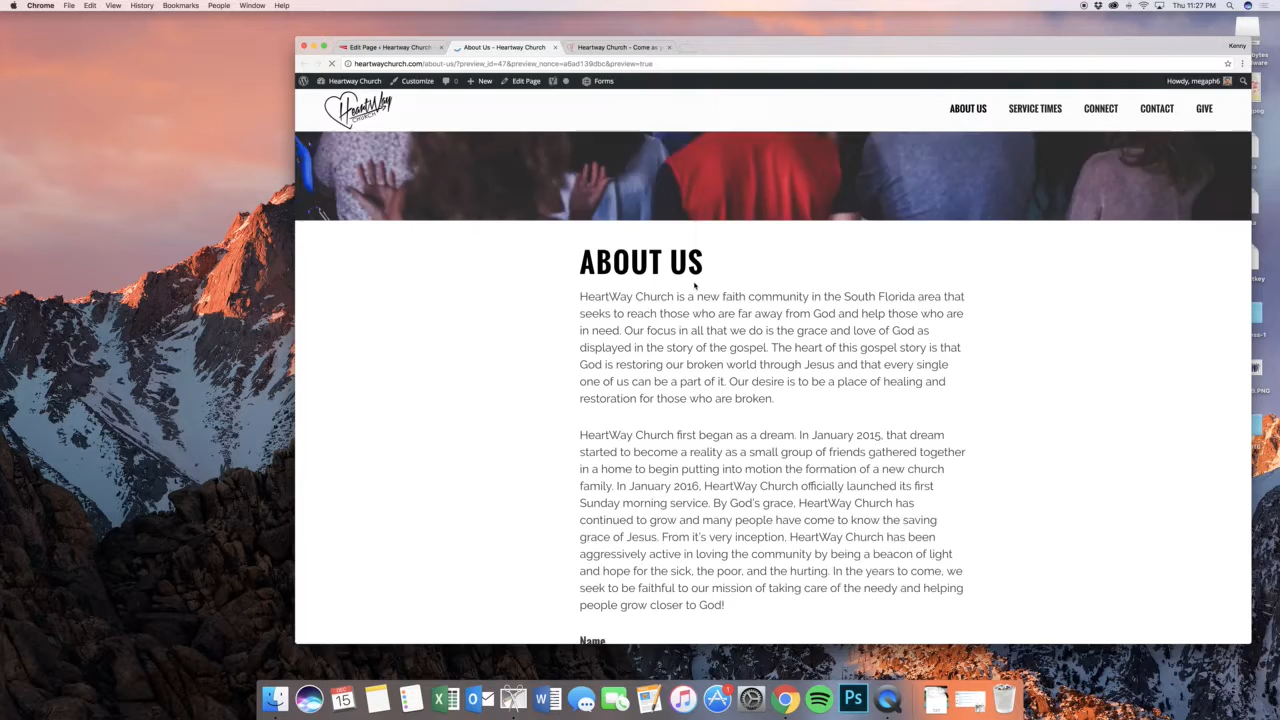 Chrome File Edit View History Bookmarks People Window Help
Thu 11:27 PM
Edit Page ‹ Heartway Church
About Us – Heartway Church
Heartway Church - Come as
Kenny
heartwaychurch.com/about-us/?preview_id=47&preview_nonce=a6ad139dbc&preview=true
Heartway Church Customize 0 New Edit Page Forms
Howdy, megaph6
HeartWay
CHURCH
ABOUT US SERVICE TIMES CONNECT CONTACT GIVE
ABOUT US
HeartWay Church is a new faith community in the South Florida area that
seeks to reach those who are far away from God and help those who are
in need. Our focus in all that we do is the grace and love of God as
displayed in the story of the gospel. The heart of this gospel story is that
God is restoring our broken world through Jesus and that every single
one of us can be a part of it. Our desire is to be a place of healing and
restoration for those who are broken.
HeartWay Church first began as a dream. In January 2015, that dream
started to become a reality as a small group of friends gathered together
in a home to begin putting into motion the formation of a new church
family. In January 2016, HeartWay Church officially launched its first
Sunday morning service. By God's grace, HeartWay Church has
continued to grow and many people have come to know the saving
grace of Jesus. From it's very inception, HeartWay Church has been
aggressively active in loving the community by being a beacon of light
and hope for the sick, the poor, and the hurting. In the years to come, we
seek to be faithful to our mission of taking care of the needy and helping
people grow closer to God!
Name
DEC
15
Ps